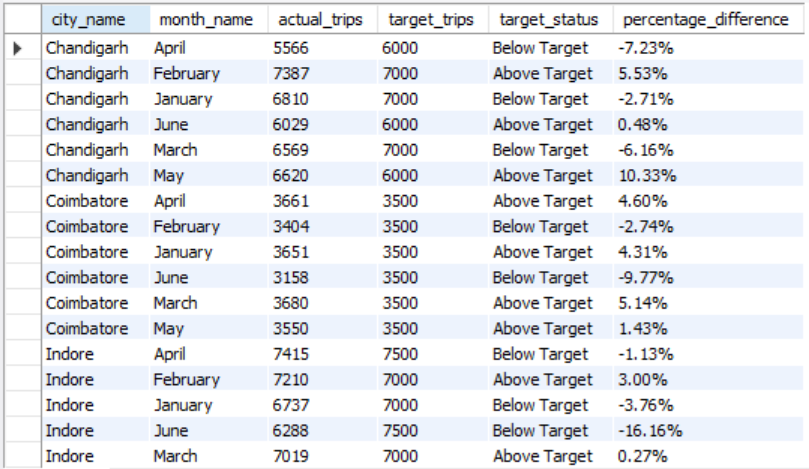 city_name month_name actual_trips target_trips target_status percentage_difference
Chandigarh April 5566 6000 Below Target -7.23%
Chandigarh February 7387 7000 Above Target 5.53%
Chandigarh January 6810 7000 Below Target -2.71%
Chandigarh June 6029 6000 Above Target 0.48%
Chandigarh March 6569 7000 Below Target -6.16%
Chandigarh May 6620 6000 Above Target 10.33%
Coimbatore April 3661 3500 Above Target 4.60%
Coimbatore February 3404 3500 Below Target -2.74%
Coimbatore January 3651 3500 Above Target 4.31%
Coimbatore June 3158 3500 Below Target -9.77%
Coimbatore March 3680 3500 Above Target 5.14%
Coimbatore May 3550 3500 Above Target 1.43%
Indore April 7415 7500 Below Target -1.13%
Indore February 7210 7000 Above Target 3.00%
Indore January 6737 7000 Below Target -3.76%
Indore June 6288 7500 Below Target -16.16%
Indore March 7019 7000 Above Target 0.27%